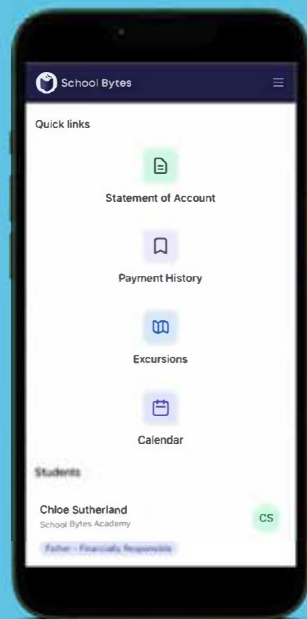 School Bytes
Quick links
Statement of Account
Payment History
Excursions
Calendar
Students
Chloe Sutherland
School Bytes Academy
CS
Father - Financially Responsible